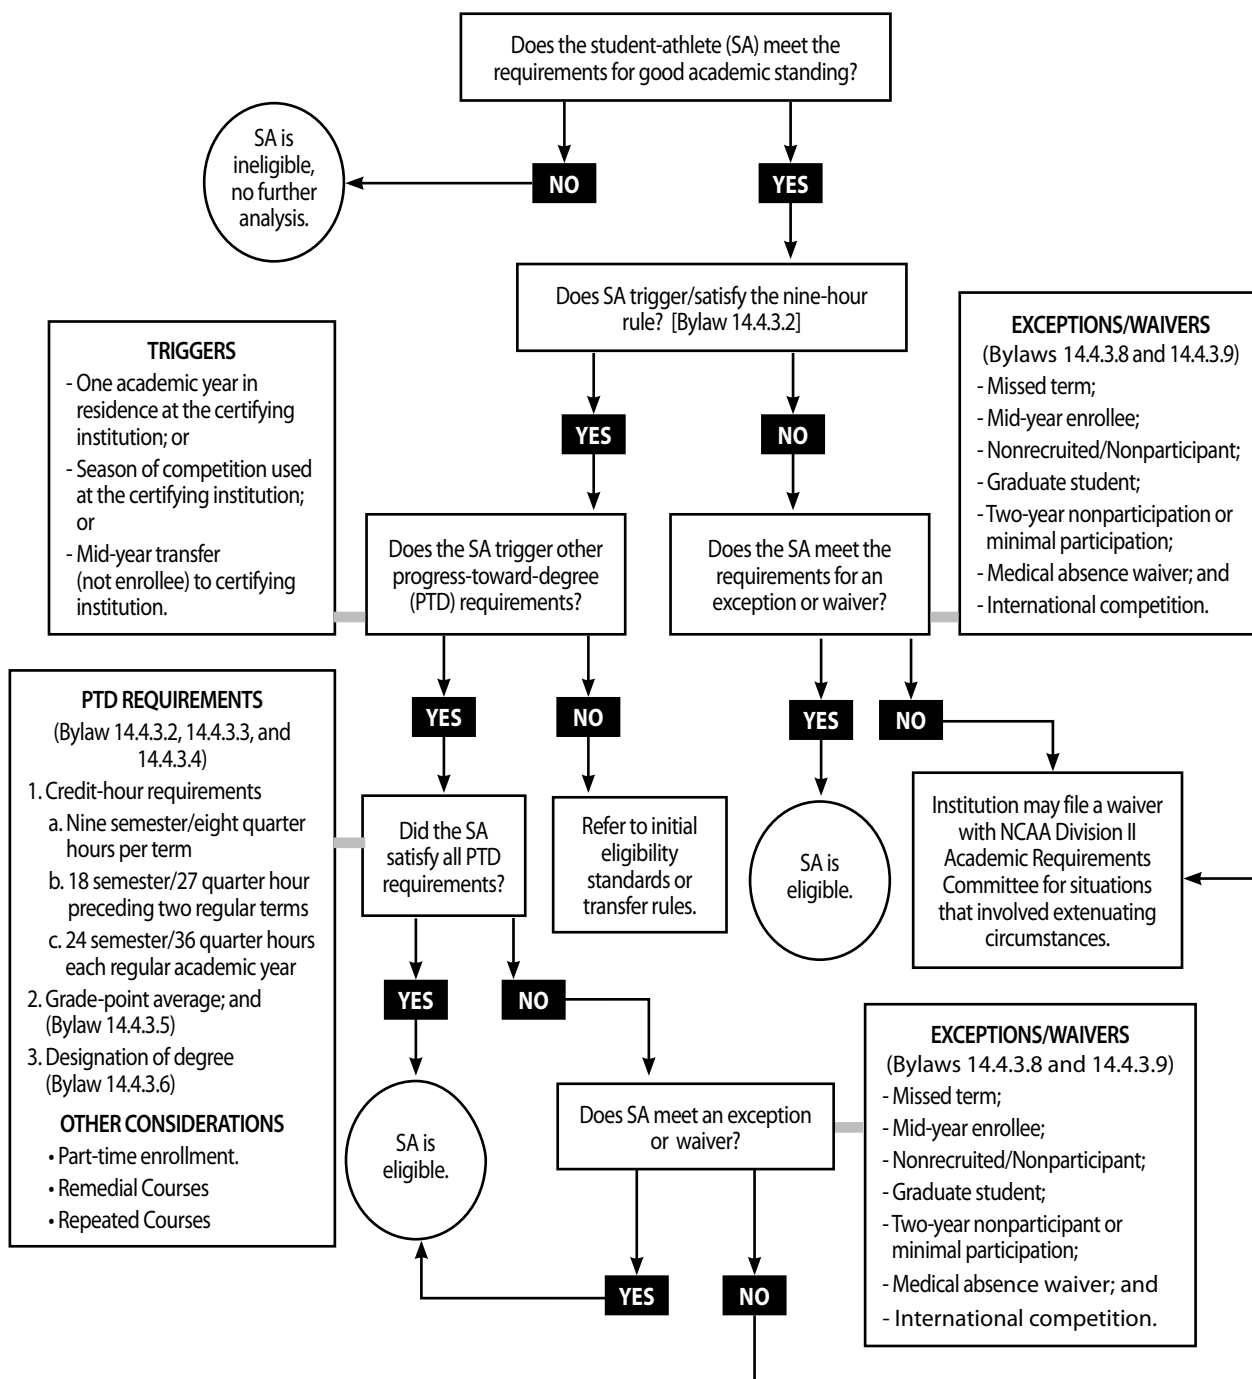 Does the student-athlete (SA) meet the
requirements for good academic standing?
SA is
ineligible,
no further
analysis.
NO
YES
Does SA trigger/satisfy the nine-hour
rule? [Bylaw 14.4.3.2]
TRIGGERS
- One academic year in
residence at the certifying
institution; or
- Season of competition used
at the certifying institution;
or
- Mid-year transfer
(not enrollee) to certifying
institution.
EXCEPTIONS/WAIVERS
(Bylaws 14.4.3.8 and 14.4.3.9)
- Missed term;
- Mid-year enrollee;
- Nonrecruited/Nonparticipant;
- Graduate student;
- Two-year nonparticipation or
minimal participation;
- Medical absence waiver; and
- International competition.
YES
NO
Does the SA trigger other
progress-toward-degree
(PTD) requirements?
Does the SA meet the
requirements for an
exception or waiver?
YES
NO
YES
NO
PTD REQUIREMENTS
(Bylaw 14.4.3.2, 14.4.3.3, and
14.4.3.4)
1. Credit-hour requirements
a. Nine semester/eight quarter
hours per term
b. 18 semester/27 quarter hour
preceding two regular terms
c. 24 semester/36 quarter hours
each regular academic year
2. Grade-point average; and
(Bylaw 14.4.3.5)
3. Designation of degree
(Bylaw 14.4.3.6)
OTHER CONSIDERATIONS
• Part-time enrollment.
• Remedial Courses
• Repeated Courses
Did the SA
satisfy all PTD
requirements?
Refer to initial
eligibility
standards or
transfer rules.
SA is
eligible.
Institution may file a waiver
with NCAA Division II
Academic Requirements
Committee for situations
that involved extenuating
circumstances.
YES
NO
SA is
eligible.
Does SA meet an exception
or waiver?
EXCEPTIONS/WAIVERS
(Bylaws 14.4.3.8 and 14.4.3.9)
- Missed term;
- Mid-year enrollee;
- Nonrecruited/Nonparticipant;
- Graduate student;
- Two-year nonparticipant or
minimal participation;
- Medical absence waiver; and
- International competition.
YES
NO